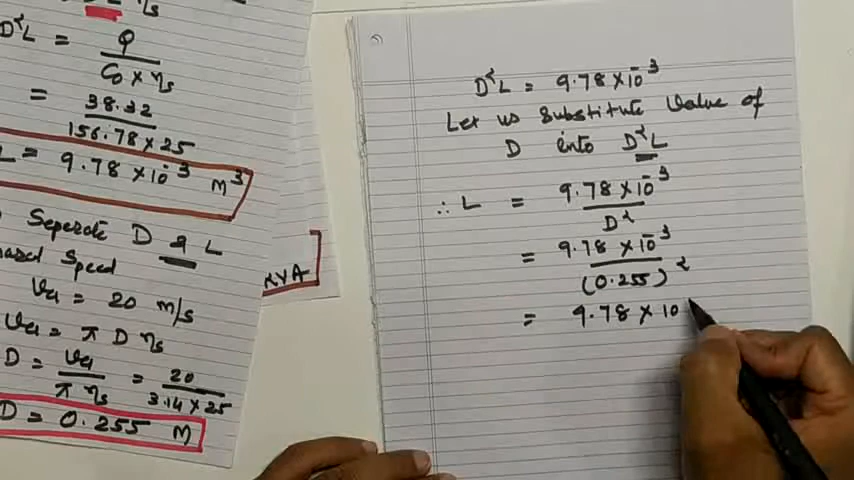 η𝑠
D²L = Q
C₀ × ηs
= 38.32
156.78 × 25
L = 9.78 × 10⁻³ m³
Seperate D & L
Speed
Va = 20 m/s
Va = π D ηs
D = Va / π ηs = 20 / 3.14 × 25
D = 0.255 M
D²L = 9.78 × 10⁻³
Let us substitute value of
D into D²L
∴ L = 9.78 × 10⁻³
D²
= 9.78 × 10⁻³
(0.255)²
= 9.78 × 10